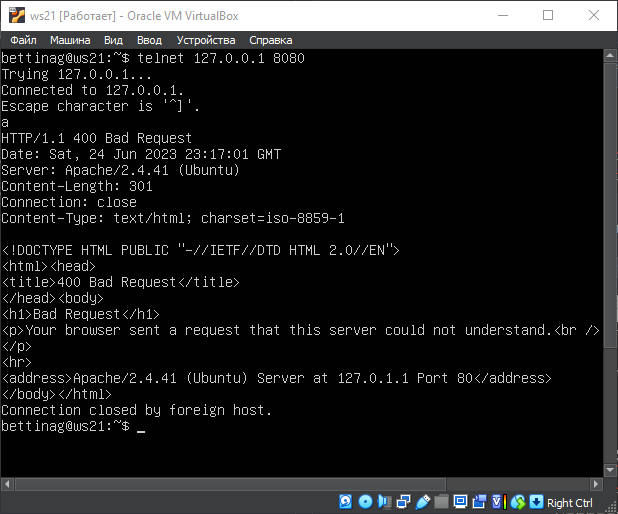 ws21 [Работает] - Oracle VM VirtualBox
Файл Машина Вид Ввод Устройства Справка
bettinag@ws21:~$ telnet 127.0.0.1 8080
Trying 127.0.0.1...
Connected to 127.0.0.1.
Escape character is '^]'.
a
HTTP/1.1 400 Bad Request
Date: Sat, 24 Jun 2023 23:17:01 GMT
Server: Apache/2.4.41 (Ubuntu)
Content-Length: 301
Connection: close
Content-Type: text/html; charset=iso-8859-1
<!DOCTYPE HTML PUBLIC "-//IETF//DTD HTML 2.0//EN">
<html><head>
<title>400 Bad Request</title>
</head><body>
<h1>Bad Request</h1>
<p>Your browser sent a request that this server could not understand.<br />
</p>
<hr>
<address>Apache/2.4.41 (Ubuntu) Server at 127.0.1.1 Port 80</address>
</body></html>
Connection closed by foreign host.
bettinag@ws21:~$ _
Right Ctrl